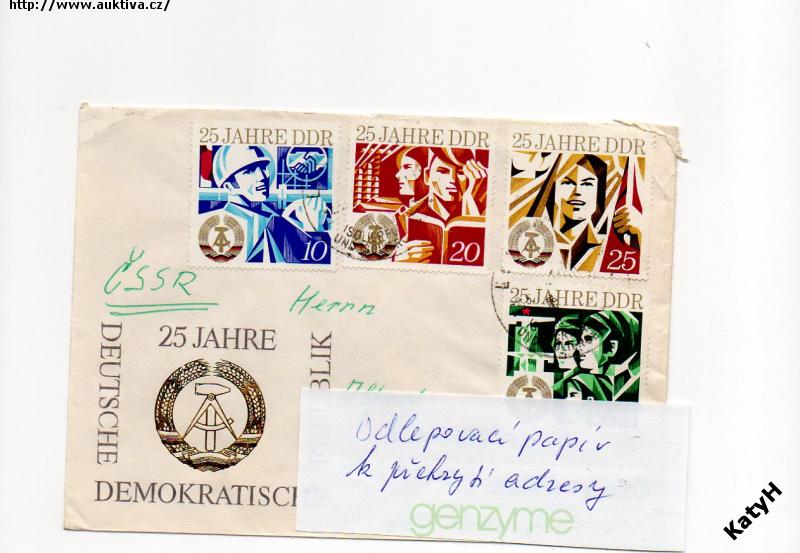 http://www.auktiva.cz/
25 JAHRE DDR
10
25 JAHRE DDR
20
25 JAHRE DDR
25
25 JAHRE DDR
ČSSR
Herrn
25 JAHRE
DEUTSCHE
DEMOKRATISCHE
BLIK
Odlepovací papír
k překrytí adresy
genzyme
KatyH